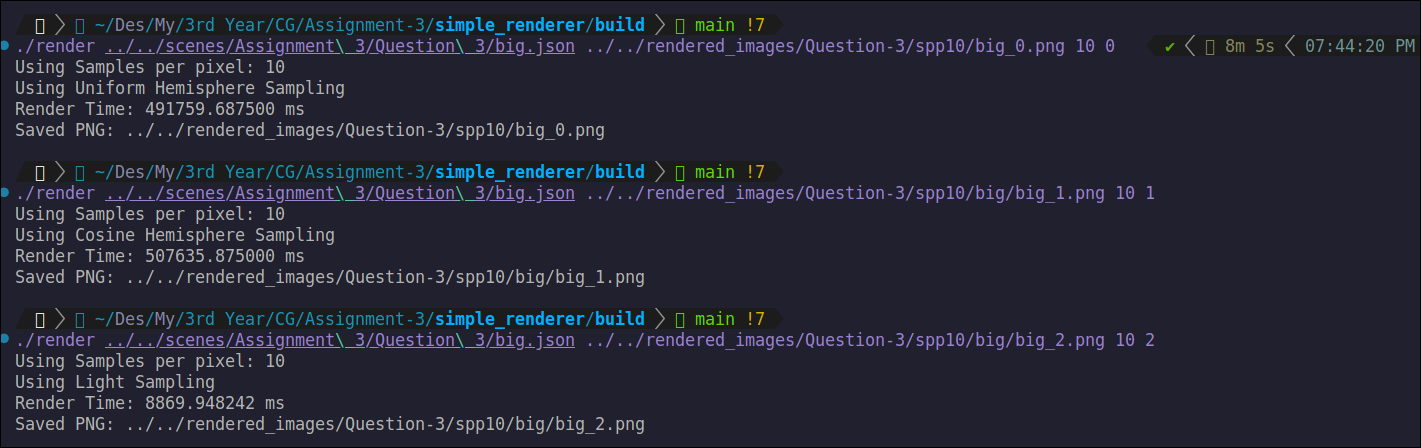 ~/Des/My/3rd Year/CG/Assignment-3/simple_renderer/build main !7
./render ../../scenes/Assignment\ 3/Question\ 3/big.json ../../rendered_images/Question-3/spp10/big_0.png 10 0 ✔ 8m 5s 07:44:20 PM
Using Samples per pixel: 10
Using Uniform Hemisphere Sampling
Render Time: 491759.687500 ms
Saved PNG: ../../rendered_images/Question-3/spp10/big_0.png
~/Des/My/3rd Year/CG/Assignment-3/simple_renderer/build main !7
./render ../../scenes/Assignment\ 3/Question\ 3/big.json ../../rendered_images/Question-3/spp10/big/big_1.png 10 1
Using Samples per pixel: 10
Using Cosine Hemisphere Sampling
Render Time: 507635.875000 ms
Saved PNG: ../../rendered_images/Question-3/spp10/big/big_1.png
~/Des/My/3rd Year/CG/Assignment-3/simple_renderer/build main !7
./render ../../scenes/Assignment\ 3/Question\ 3/big.json ../../rendered_images/Question-3/spp10/big/big_2.png 10 2
Using Samples per pixel: 10
Using Light Sampling
Render Time: 8869.948242 ms
Saved PNG: ../../rendered_images/Question-3/spp10/big/big_2.png